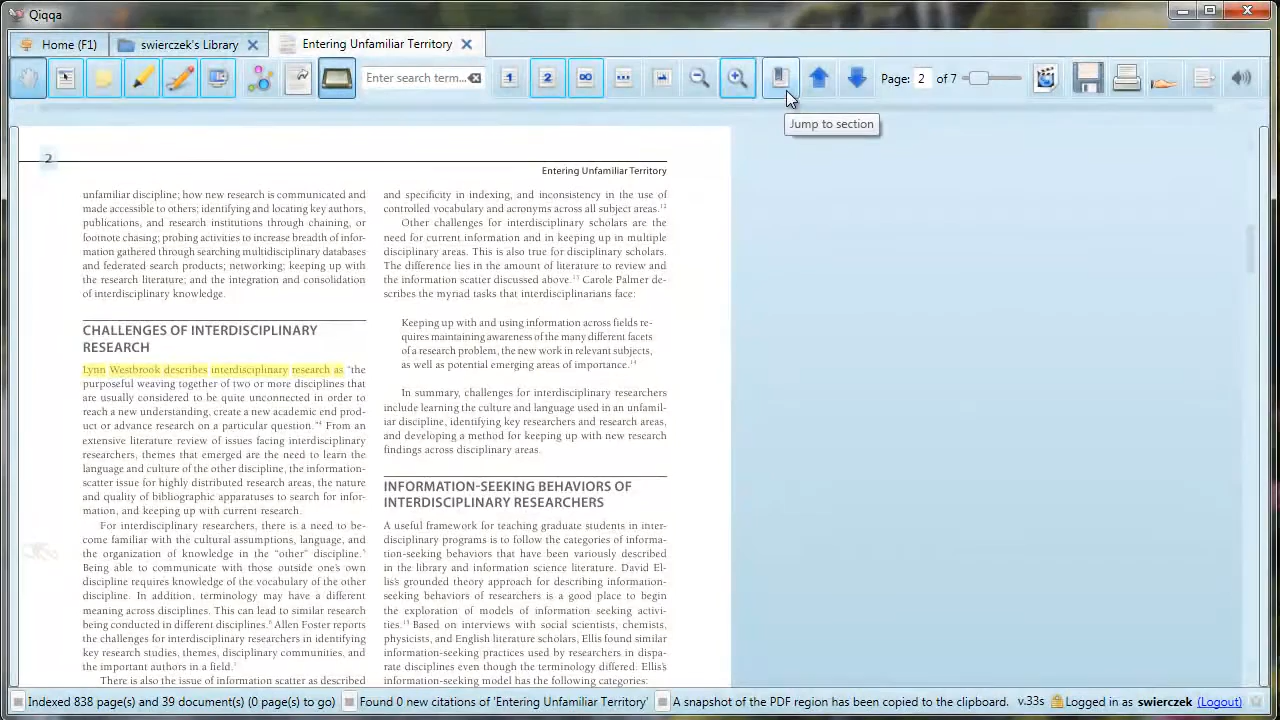 Qiqqa
Home (F1)
swierczek's Library
Entering Unfamiliar Territory
1
2
Enter search term...
Page: 2 of 7
Jump to section
2
Entering Unfamiliar Territory
unfamiliar discipline; how new research is communicated and
made accessible to others; identifying and locating key authors,
publications, and research institutions through chaining, or
footnote chasing; probing activities to increase breadth of infor-
mation gathered through searching multidisciplinary databases
and federated search products; networking; keeping up with
the research literature; and the integration and consolidation
of interdisciplinary knowledge.
CHALLENGES OF INTERDISCIPLINARY
RESEARCH
Lynn Westbrook describes interdisciplinary research as “the
purposeful weaving together of two or more disciplines that
are usually considered to be quite unconnected in order to
reach a new understanding, create a new academic end prod-
uct or advance research on a particular question.”4 From an
extensive literature review of issues facing interdisciplinary
researchers, themes that emerged are the need to learn the
language and culture of the other discipline, the information-
scatter issue for highly distributed research areas, the nature
and quality of bibliographic apparatuses to search for infor-
mation, and keeping up with current research.
For interdisciplinary researchers, there is a need to be-
come familiar with the cultural assumptions, language, and
the organization of knowledge in the “other” discipline.5
Being able to communicate with those outside one’s own
discipline requires knowledge of the vocabulary of the other
discipline. In addition, terminology may have a different
meaning across disciplines. This can lead to similar research
being conducted in different disciplines.6 Allen Foster reports
the challenges for interdisciplinary researchers in identifying
key research studies, themes, disciplinary communities, and
the important authors in a field.7
There is also the issue of information scatter as described
and specificity in indexing, and inconsistency in the use of
controlled vocabulary and acronyms across all subject areas.12
Other challenges for interdisciplinary scholars are the
need for current information and in keeping up in multiple
disciplinary areas. This is also true for disciplinary scholars.
The difference lies in the amount of literature to review and
the information scatter discussed above.13 Carole Palmer de-
scribes the myriad tasks that interdisciplinarians face:
Keeping up with and using information across fields re-
quires maintaining awareness of the many different facets
of a research problem, the new work in relevant subjects,
as well as potential emerging areas of importance.14
In summary, challenges for interdisciplinary researchers
include learning the culture and language used in an unfamil-
iar discipline, identifying key researchers and research areas,
and developing a method for keeping up with new research
findings across disciplinary areas.
INFORMATION-SEEKING BEHAVIORS OF
INTERDISCIPLINARY RESEARCHERS
A useful framework for teaching graduate students in inter-
disciplinary programs is to follow the categories of informa-
tion-seeking behaviors that have been variously described
in the library and information science literature. David El-
lis’s grounded theory approach for describing information-
seeking behaviors of researchers is a good place to begin
the exploration of models of information seeking activi-
ties.15 Based on interviews with social scientists, chemists,
physicists, and English literature scholars, Ellis found similar
information-seeking practices used by researchers in dispa-
rate disciplines even though the terminology differed. Ellis’s
information-seeking model has the following categories:
Indexed 838 page(s) and 39 document(s) (0 page(s) to go)
Found 0 new citations of 'Entering Unfamiliar Territory'
A snapshot of the PDF region has been copied to the clipboard.
v.33s
Logged in as swierczek (Logout)